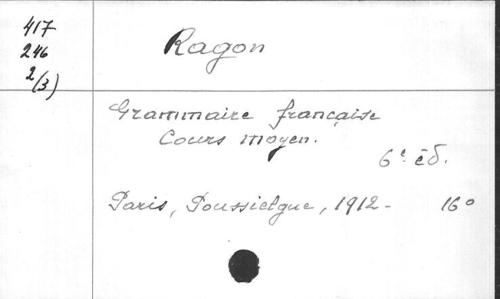 417
246
2/(3)
Ragon
Grammaire française
Cours moyen.
6e éd.
Paris, Poussielgue, 1912 - 16°